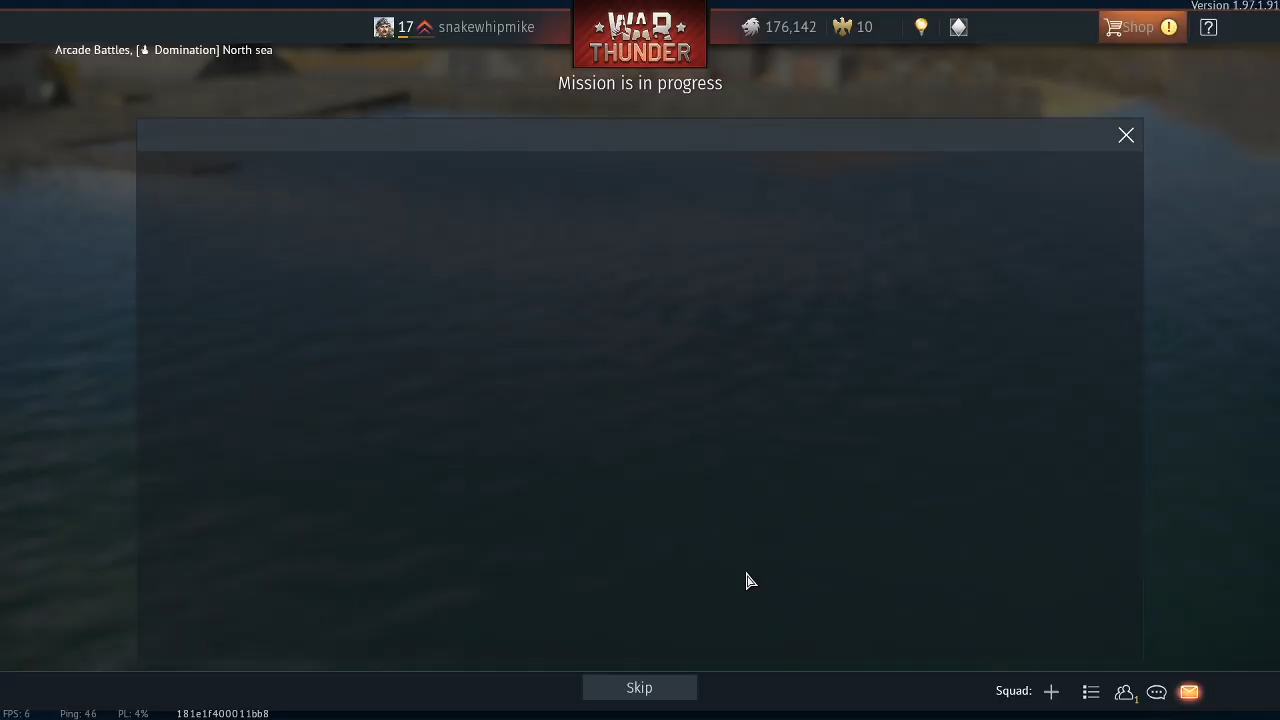 Version 1.97.1.91
17 snakewhipmike
WAR THUNDER
176,142 10
Shop !
?
Arcade Battles, [ Domination] North sea
Mission is in progress
Skip
Squad: +
1
FPS: 6 Ping: 46 PL: 4% 181e1f400011bb8